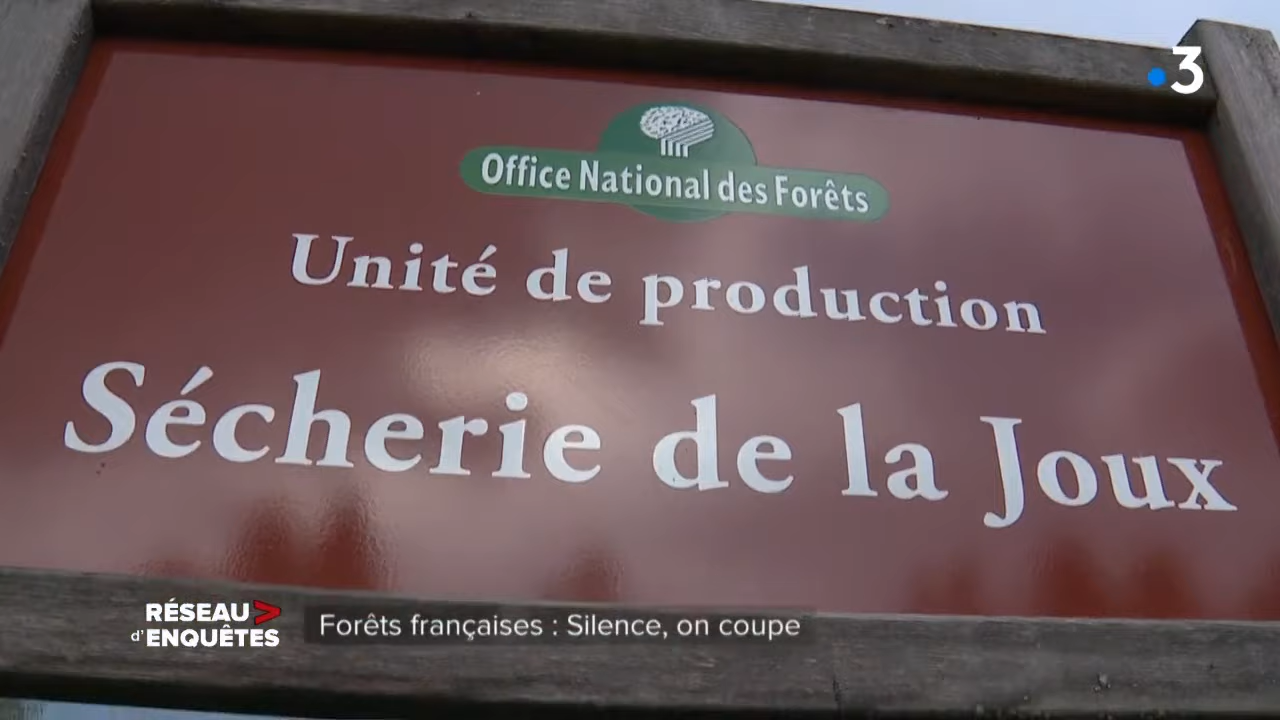 3
Office National des Forêts
Unité de production
Sécherie de la Joux
RÉSEAU>
d'ENQUÊTES
Forêts françaises : Silence, on coupe